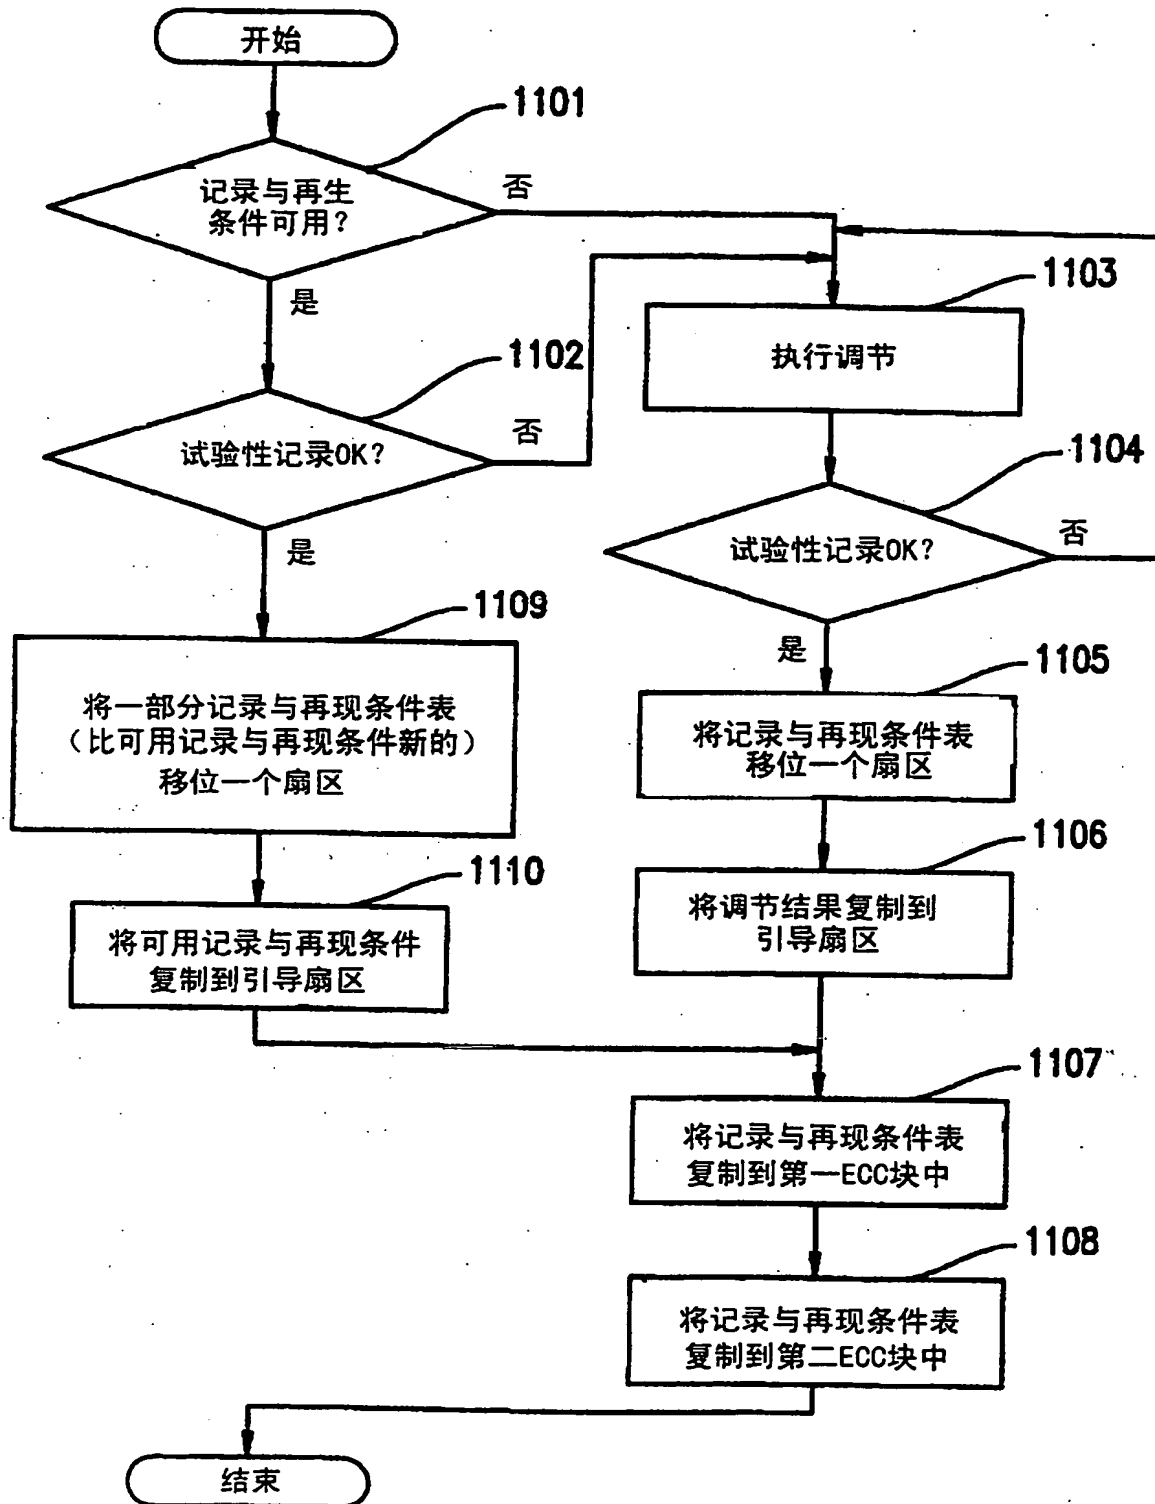 开始
1101
记录与再生
条件可用？
否
是
1103
执行调节
1102
试验性记录OK？
否
是
1104
试验性记录OK？
否
是
1109
将一部分记录与再现条件表
（比可用记录与再现条件新的）
移位一个扇区
1105
将记录与再现条件表
移位一个扇区
1110
将可用记录与再现条件
复制到引导扇区
1106
将调节结果复制到
引导扇区
1107
将记录与再现条件表
复制到第一ECC块中
1108
将记录与再现条件表
复制到第二ECC块中
结束